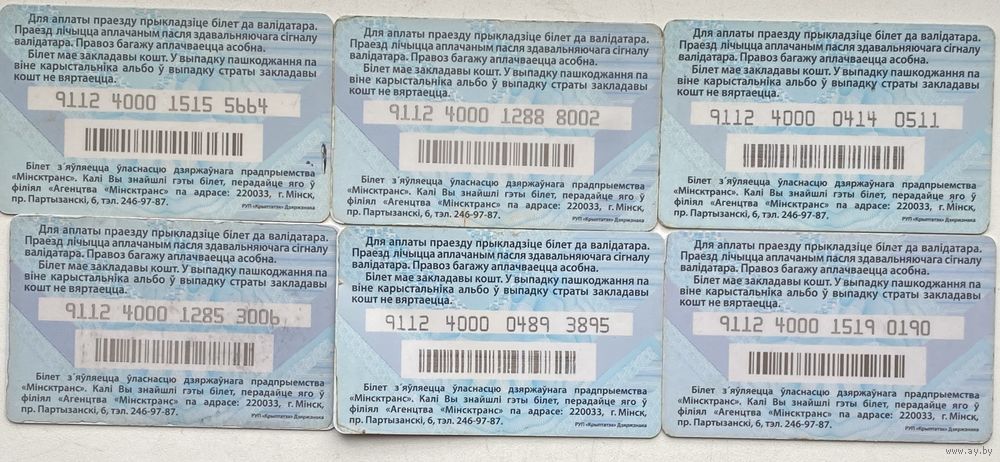 Для аплаты праезду прыкладзіце білет да валідатара.
Праезд лічыцца аплачаным пасля здавальняючага сігналу
валідатара. Правоз багажу аплачваецца асобна.
Білет мае закладавы кошт. У выпадку пашкоджання па
віне карыстальніка альбо ў выпадку страты закладавы
кошт не вяртаецца.
9112 4000 1515 5664
Білет з´яўляецца ўласнасцю дзяржаўнага прадпрыемства
«Мінсктранс». Калі Вы знайшлі гэты білет, перадайце яго ў
філіял «Агенцтва «Мінсктранс» па адрасе: 220033, г. Мінск,
пр. Партызанскі, 6, тэл. 246-97-87.
РУП «Крыптатэх» Дзяржзнака
Для аплаты праезду прыкладзіце білет да валідатара.
Праезд лічыцца аплачаным пасля здавальняючага сігналу
валідатара. Правоз багажу аплачваецца асобна.
Білет мае закладавы кошт. У выпадку пашкоджання па
віне карыстальніка альбо ў выпадку страты закладавы
кошт не вяртаецца.
9112 4000 1288 8002
Білет з´яўляецца ўласнасцю дзяржаўнага прадпрыемства
«Мінсктранс». Калі Вы знайшлі гэты білет, перадайце яго ў
філіял «Агенцтва «Мінсктранс» па адрасе: 220033, г. Мінск,
пр. Партызанскі, 6, тэл. 246-97-87.
РУП «Крыптатэх» Дзяржзнака
Для аплаты праезду прыкладзіце білет да валідатара.
Праезд лічыцца аплачаным пасля здавальняючага сігналу
валідатара. Правоз багажу аплачваецца асобна.
Білет мае закладавы кошт. У выпадку пашкоджання па
віне карыстальніка альбо ў выпадку страты закладавы
кошт не вяртаецца.
9112 4000 0414 0511
Білет з´яўляецца ўласнасцю дзяржаўнага прадпрыемства
«Мінсктранс». Калі Вы знайшлі гэты білет, перадайце яго ў
філіял «Агенцтва «Мінсктранс» па адрасе: 220033, г. Мінск,
пр. Партызанскі, 6, тэл. 246-97-87.
РУП «Крыптатэх» Дзяржзнака
Для аплаты праезду прыкладзіце білет да валідатара.
Праезд лічыцца аплачаным пасля здавальняючага сігналу
валідатара. Правоз багажу аплачваецца асобна.
Білет мае закладавы кошт. У выпадку пашкоджання па
віне карыстальніка альбо ў выпадку страты закладавы
кошт не вяртаецца.
9112 4000 1285 3006
Білет з´яўляецца ўласнасцю дзяржаўнага прадпрыемства
«Мінсктранс». Калі Вы знайшлі гэты білет, перадайце яго ў
філіял «Агенцтва «Мінсктранс» па адрасе: 220033, г. Мінск,
пр. Партызанскі, 6, тэл. 246-97-87.
РУП «Крыптатэх» Дзяржзнака
Для аплаты праезду прыкладзіце білет да валідатара.
Праезд лічыцца аплачаным пасля здавальняючага сігналу
валідатара. Правоз багажу аплачваецца асобна.
Білет мае закладавы кошт. У выпадку пашкоджання па
віне карыстальніка альбо ў выпадку страты закладавы
кошт не вяртаецца.
9112 4000 0489 3895
Білет з´яўляецца ўласнасцю дзяржаўнага прадпрыемства
«Мінсктранс». Калі Вы знайшлі гэты білет, перадайце яго ў
філіял «Агенцтва «Мінсктранс» па адрасе: 220033, г. Мінск,
пр. Партызанскі, 6, тэл. 246-97-87.
РУП «Крыптатэх» Дзяржзнака
Для аплаты праезду прыкладзіце білет да валідатара.
Праезд лічыцца аплачаным пасля здавальняючага сігналу
валідатара. Правоз багажу аплачваецца асобна.
Білет мае закладавы кошт. У выпадку пашкоджання па
віне карыстальніка альбо ў выпадку страты закладавы
кошт не вяртаецца.
9112 4000 1519 0190
Білет з´яўляецца ўласнасцю дзяржаўнага прадпрыемства
«Мінсктранс». Калі Вы знайшлі гэты білет, перадайце яго ў
філіял «Агенцтва «Мінсктранс» па адрасе: 220033, г. Мінск,
пр. Партызанскі, 6, тэл. 246-97-87.
РУП «Крыптатэх» Дзяржзнака
www.ay.by